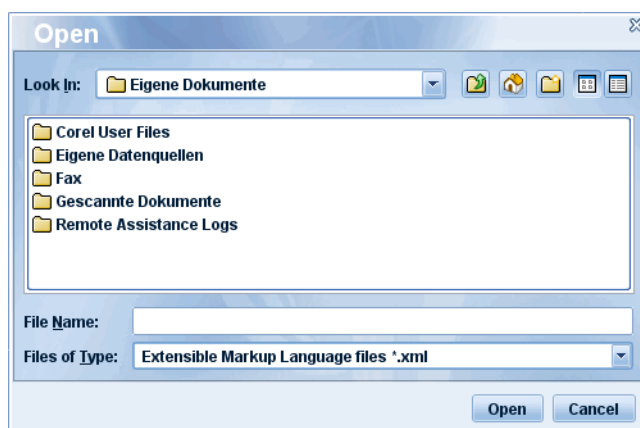 Open
Look In: Eigene Dokumente
Corel User Files
Eigene Datenquellen
Fax
Gescannte Dokumente
Remote Assistance Logs
File Name:
Files of Type: Extensible Markup Language files *.xml
Open Cancel